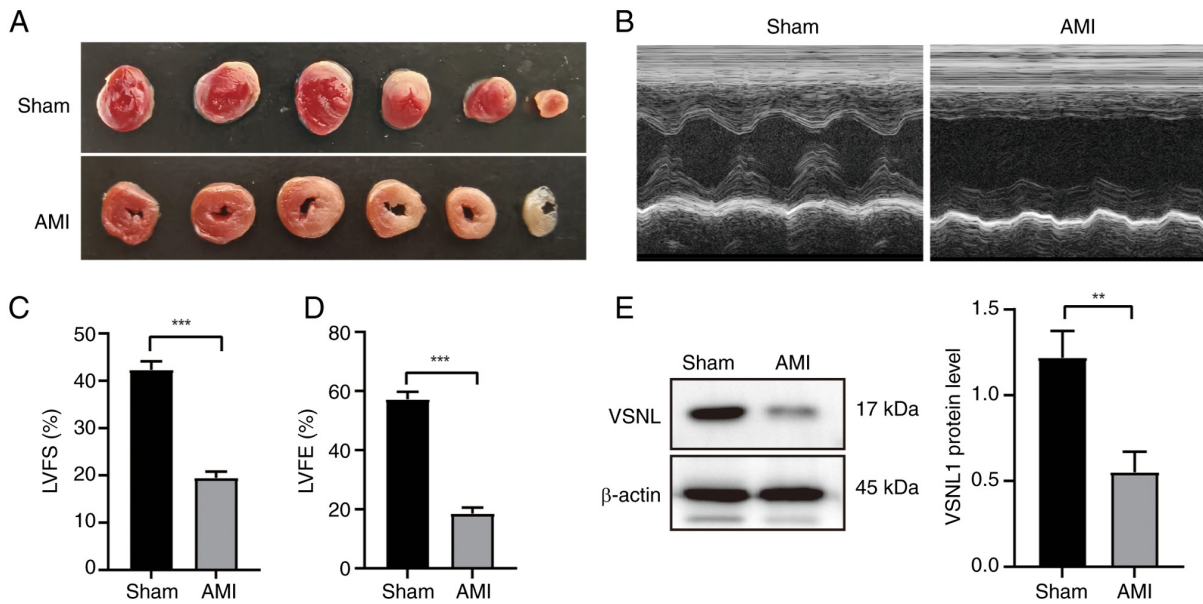 A
Sham
AMI
B
Sham
AMI
C
LVFS (%)
50
40
30
20
10
0
***
Sham
AMI
D
LVFE (%)
80
60
40
20
0
***
Sham
AMI
E
Sham
AMI
VSNL
17 kDa
β-actin
45 kDa
VSNL1 protein level
1.5
1.0
0.5
0.0
**
Sham
AMI